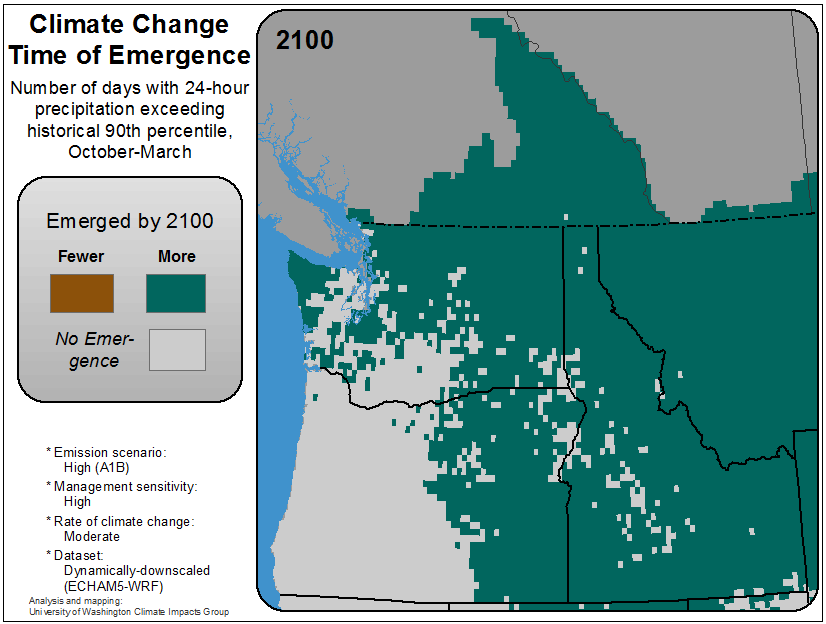 Climate Change
Time of Emergence
Number of days with 24-hour
precipitation exceeding
historical 90th percentile,
October-March
2100
Emerged by 2100
Fewer
More
No Emer-
gence
* Emission scenario:
High (A1B)
* Management sensitivity:
High
* Rate of climate change:
Moderate
* Dataset:
Dynamically-downscaled
(ECHAM5-WRF)
Analysis and mapping:
University of Washington Climate Impacts Group